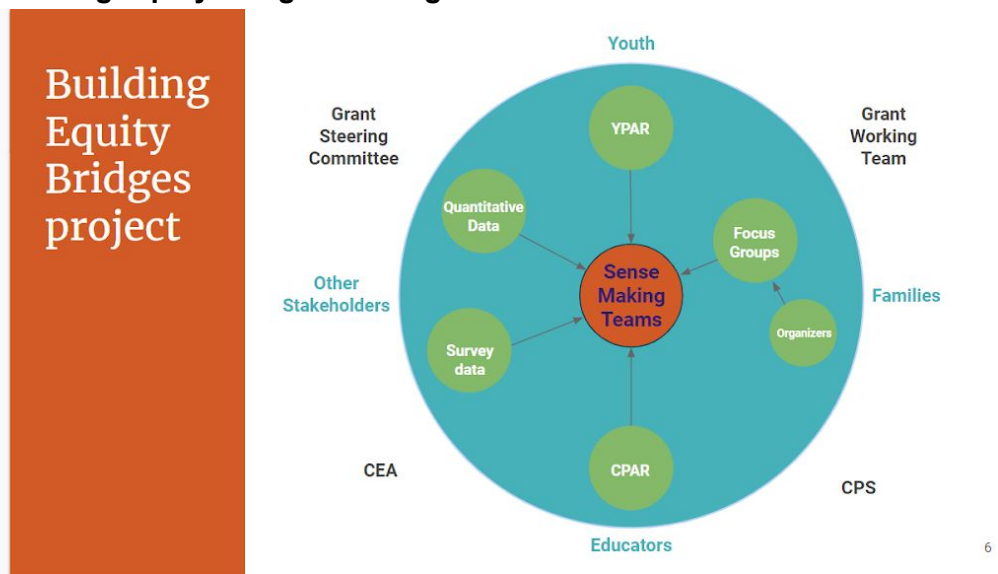 Building
Equity
Bridges
project
Youth
Grant
Steering
Committee
Grant
Working
Team
YPAR
Quantitative
Data
Focus
Groups
Sense
Making
Teams
Other
Stakeholders
Families
Organizers
Survey
data
CPAR
CEA
CPS
Educators
6